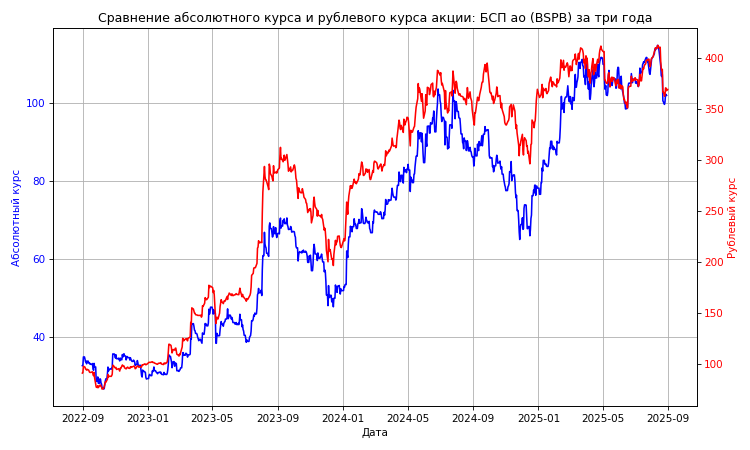 Сравнение абсолютного курса и рублевого курса акции: БСП ао (BSPB) за три года
Абсолютный курс
100
80
60
40
400
350
300
250
200
150
100
Рублевый курс
2022-09 2023-01 2023-05 2023-09 2024-01 2024-05 2024-09 2025-01 2025-05 2025-09
Дата